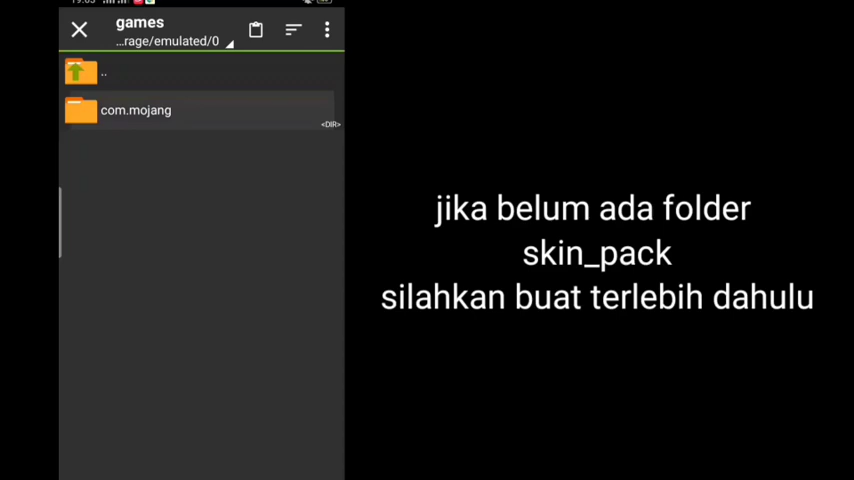 games
...rage/emulated/0
..
com.mojang
<DIR>
jika belum ada folder
skin_pack
silahkan buat terlebih dahulu